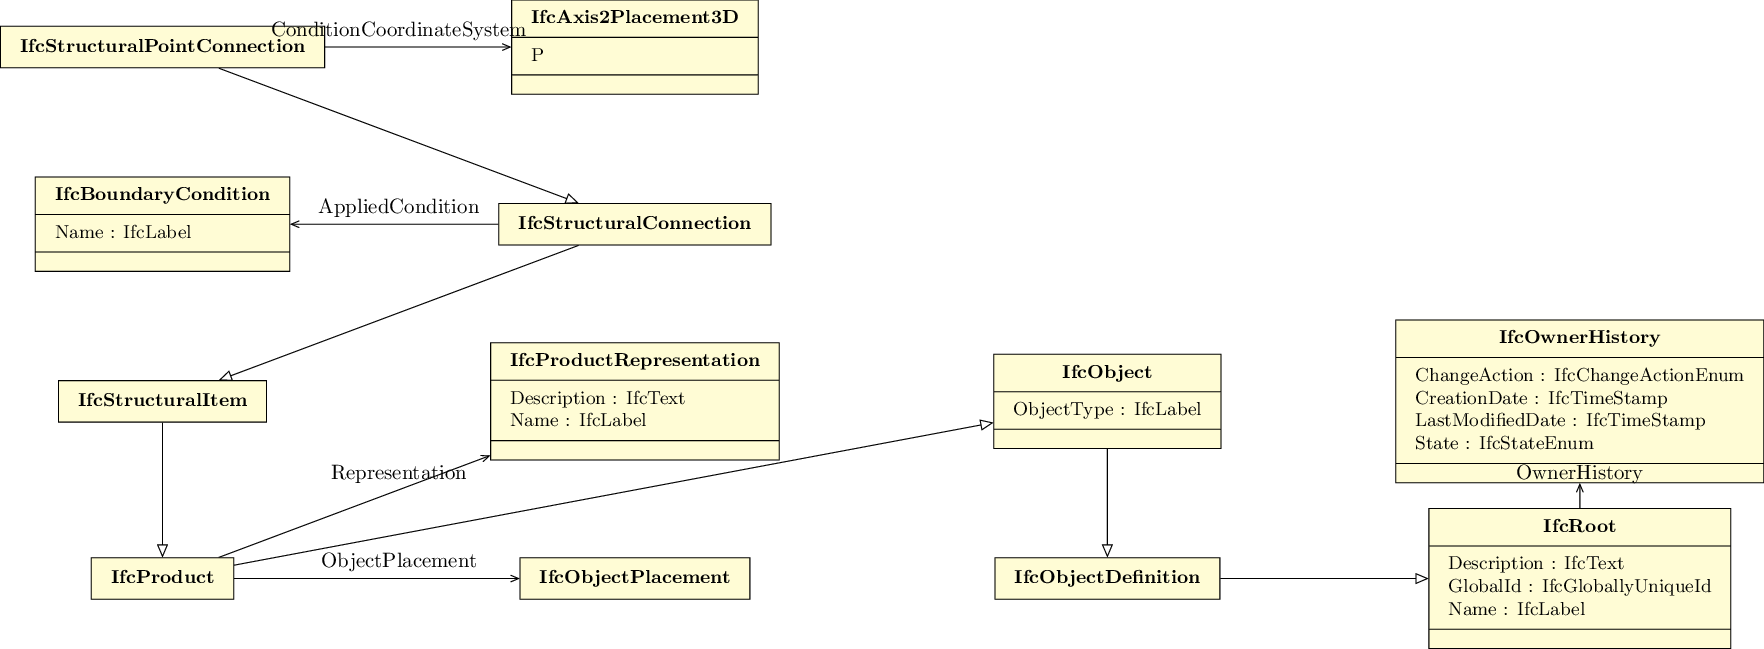 ConditionCoordinateSystem
IfcStructuralPointConnection
IfcAxis2Placement3D
P
IfcBoundaryCondition
Name : IfcLabel
AppliedCondition
IfcStructuralConnection
IfcStructuralItem
IfcProductRepresentation
Description : IfcText
Name : IfcLabel
Representation
IfcObject
ObjectType : IfcLabel
IfcOwnerHistory
ChangeAction : IfcChangeActionEnum
CreationDate : IfcTimeStamp
LastModifiedDate : IfcTimeStamp
State : IfcStateEnum
OwnerHistory
IfcProduct
ObjectPlacement
IfcObjectPlacement
IfcObjectDefinition
IfcRoot
Description : IfcText
GlobalId : IfcGloballyUniqueId
Name : IfcLabel